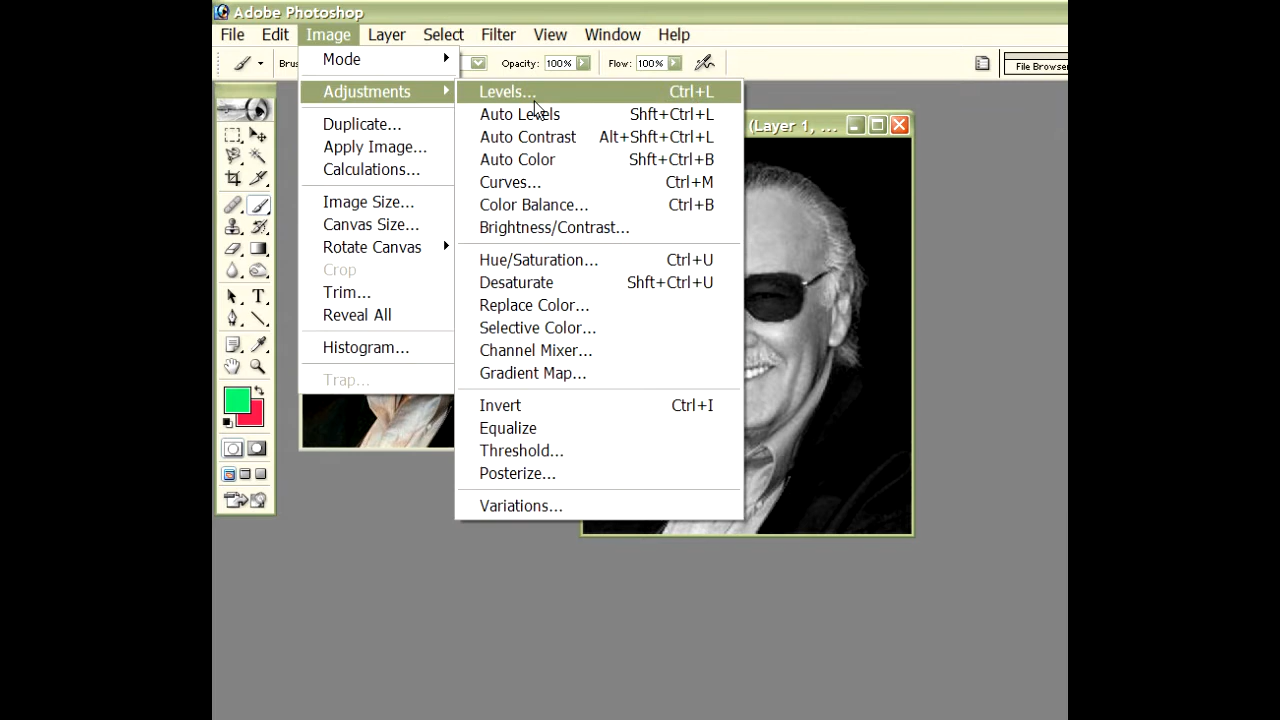 Adobe Photoshop
File Edit Image Layer Select Filter View Window Help
Opacity: 100% Flow: 100% File Browser
Mode
Adjustments
Duplicate...
Apply Image...
Calculations...
Image Size...
Canvas Size...
Rotate Canvas
Crop
Trim...
Reveal All
Histogram...
Trap...
Levels... Ctrl+L
Auto Levels Shft+Ctrl+L
Auto Contrast Alt+Shft+Ctrl+L
Auto Color Shft+Ctrl+B
Curves... Ctrl+M
Color Balance... Ctrl+B
Brightness/Contrast...
Hue/Saturation... Ctrl+U
Desaturate Shft+Ctrl+U
Replace Color...
Selective Color...
Channel Mixer...
Gradient Map...
Invert Ctrl+I
Equalize
Threshold...
Posterize...
Variations...
(Layer 1, ...